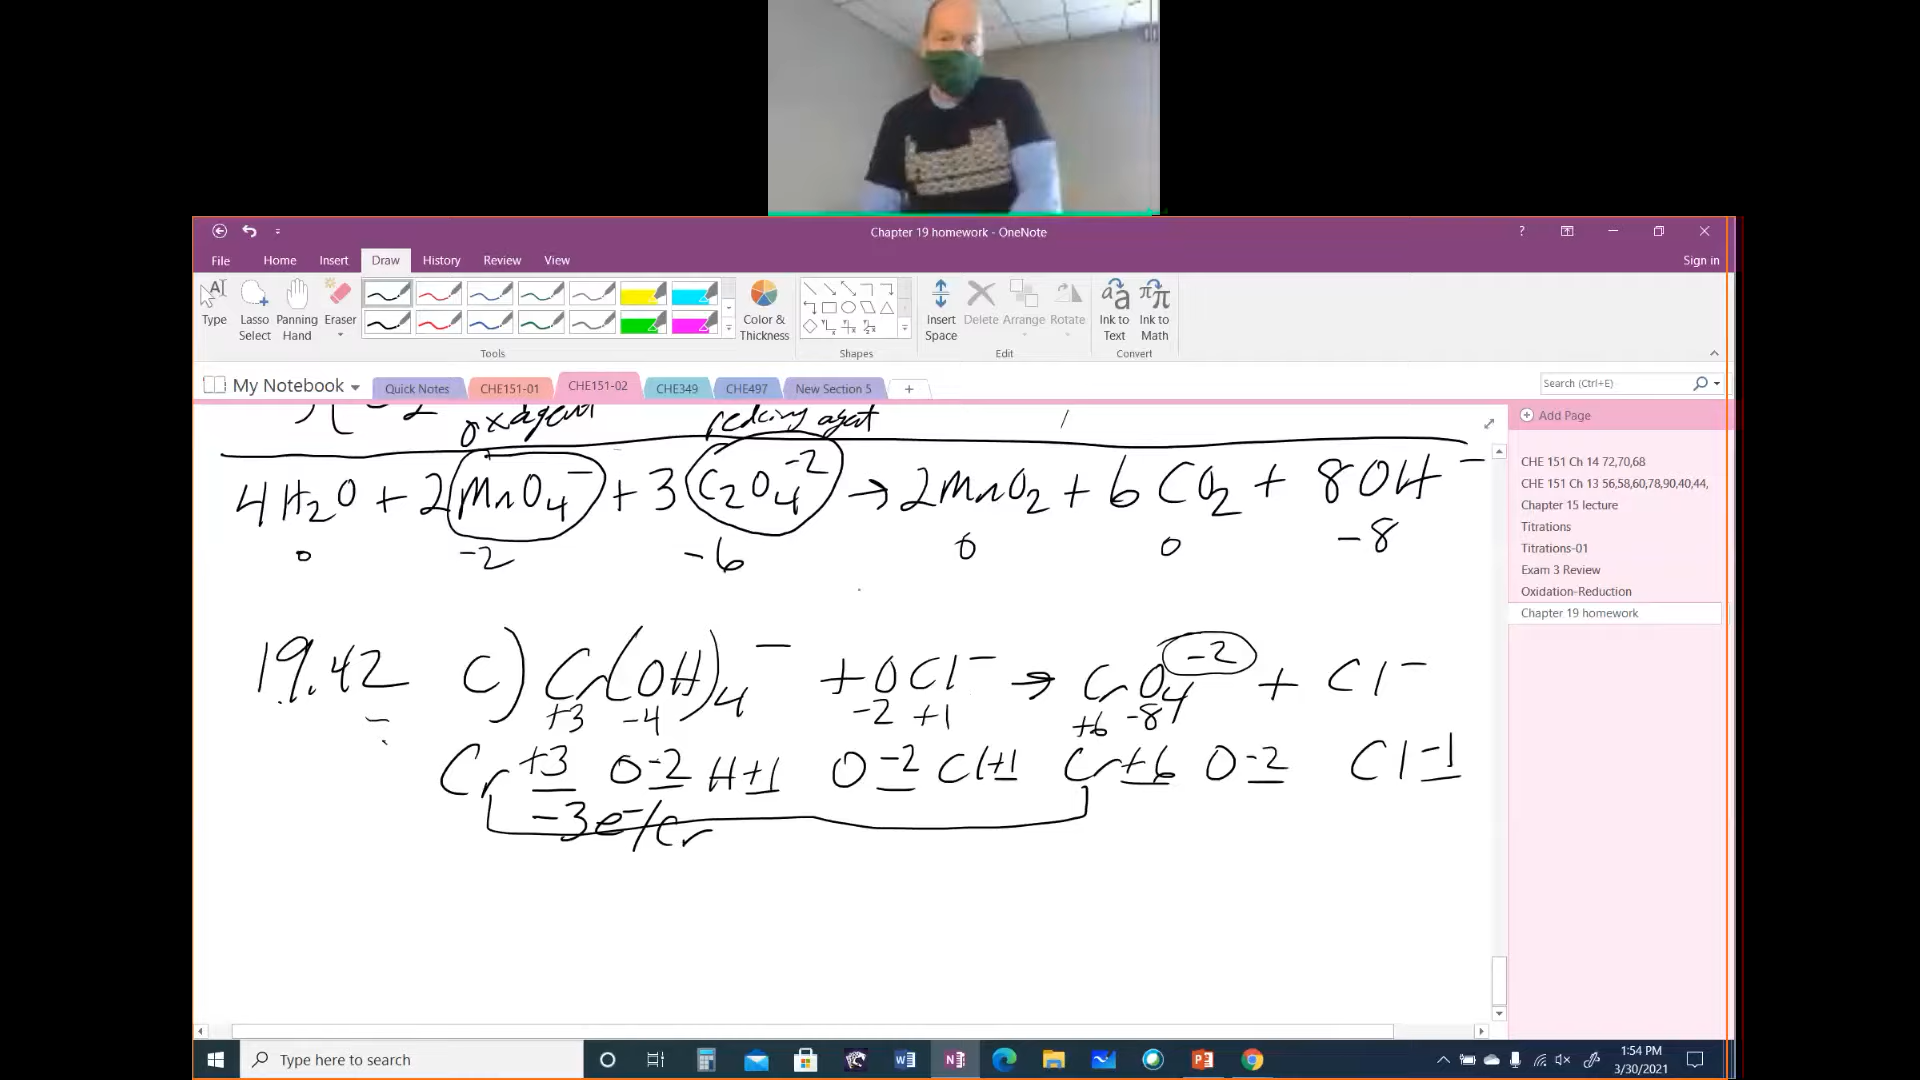 Chapter 19 homework - OneNote
?
File Home Insert Draw History Review View Sign in
Type Lasso Select Panning Hand Eraser Color & Thickness Insert Space Delete Arrange Rotate Ink to Text Ink to Math
Tools Shapes Edit Convert
My Notebook Quick Notes CHE151-01 CHE151-02 CHE349 CHE497 New Section 5 + Search (Ctrl+E)
Add Page
CHE 151 Ch 14 72,70,68
CHE 151 Ch 13 56,58,60,78,90,40,44,
Chapter 15 lecture
Titrations
Titrations-01
Exam 3 Review
Oxidation-Reduction
Chapter 19 homework
4H₂O + 2MnO₄⁻ + 3C₂O₄⁻² → 2MnO₂ + 6CO₂ + 8OH⁻
0 -2 -6 0 0 -8
19.42 C) Cr(OH)₄⁻ + OCl⁻ → CrO₄⁻² + Cl⁻
+3 -4 -2 +1 +6 -8
Cr +3 O -2 H +1 O -2 Cl +1 Cr +6 O -2 Cl -1
-3e⁻/Cr
Type here to search
1:54 PM
3/30/2021